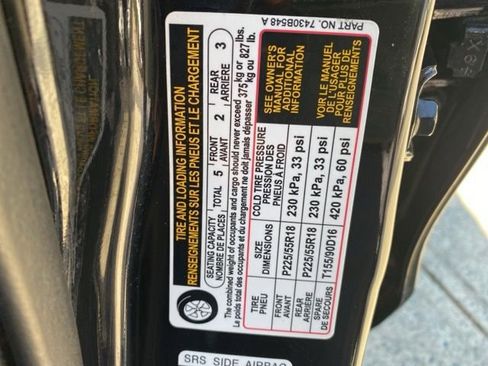 TIRE AND LOADING INFORMATION
RENSEIGNEMENTS SUR LES PNEUS ET LE CHARGEMENT
SEATING CAPACITY
NOMBRE DE PLACES
TOTAL 5
FRONT
AVANT 2
REAR
ARRIÈRE 3
The combined weight of occupants and cargo should never exceed 375 kg or 827 lbs.
Le poids total des occupants et du chargement ne doit jamais dépasser 375 kg ou 827 lb.
TIRE
PNEU
SIZE
DIMENSIONS
COLD TIRE PRESSURE
PRESSION DES
PNEUS À FROID
FRONT
AVANT
P225/55R18
230 kPa, 33 psi
REAR
ARRIÈRE
P225/55R18
230 kPa, 33 psi
SPARE
DE SECOURS
T155/90D16
420 kPa, 60 psi
SEE OWNER'S
MANUAL FOR
ADDITIONAL
INFORMATION
VOIR LE MANUEL
DE L'USAGER
POUR PLUS DE
RENSEIGNEMENTS
PART NO. 7430B548 A
SRS SIDE AIRBAG